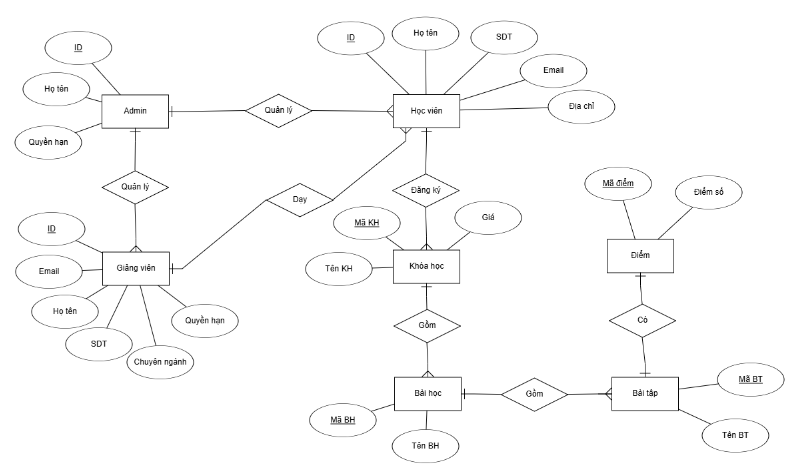 ID
Họ tên
Quyền hạn
Admin
Quản lý
ID
Họ tên
SDT
Email
Địa chỉ
Học viên
Quản lý
Day
Đăng ký
Mã KH
Giá
Tên KH
Khóa học
Mã điểm
Điểm số
Điểm
ID
Email
Họ tên
SDT
Chuyên ngành
Quyền hạn
Giảng viên
Gồm
Có
Bài học
Mã BH
Tên BH
Gồm
Bài tập
Mã BT
Tên BT